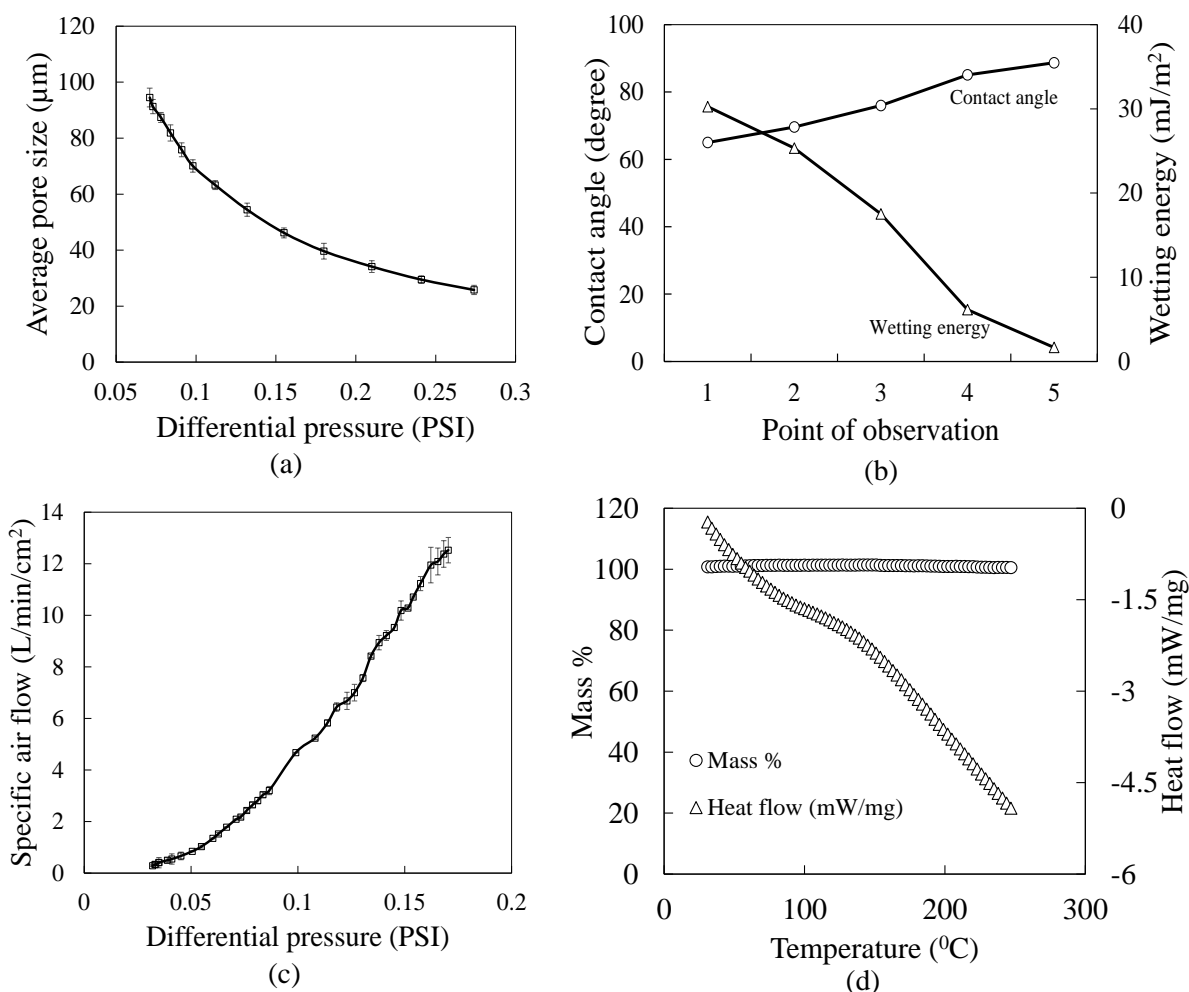 Average pore size (µm)
120
100
80
60
40
20
0
0.05 0.1 0.15 0.2 0.25 0.3
Differential pressure (PSI)
(a)
Contact angle (degree)
100
80
60
40
20
0
Contact angle
Wetting energy
40
30
20
10
0
Wetting energy (mJ/m²)
1 2 3 4 5
Point of observation
(b)
Specific air flow (L/min/cm²)
14
12
10
8
6
4
2
0
0 0.05 0.1 0.15 0.2
Differential pressure (PSI)
(c)
Mass %
120
100
80
60
40
20
0
Mass %
Heat flow (mW/mg)
0
-1.5
-3
-4.5
-6
Heat flow (mW/mg)
0 100 200 300
Temperature (⁰C)
(d)